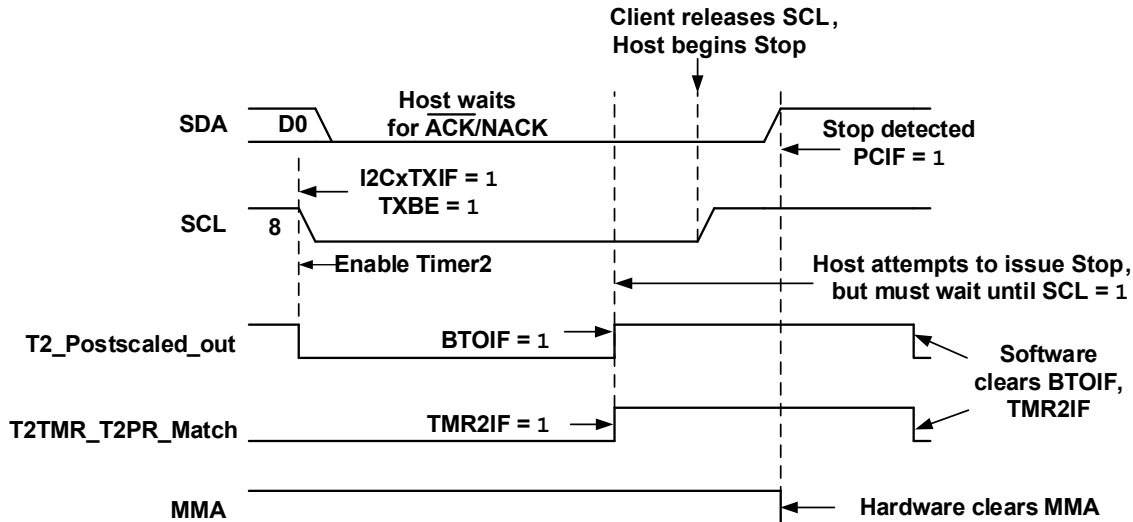 Client releases SCL,
Host begins Stop
SDA
D0
Host waits
for ACK/NACK
Stop detected
PCIF = 1
I2CxTXIF = 1
TXBE = 1
SCL
8
Enable Timer2
Host attempts to issue Stop,
but must wait until SCL = 1
T2_Postscaled_out
BTOIF = 1
Software
clears BTOIF,
TMR2IF
T2TMR_T2PR_Match
TMR2IF = 1
MMA
Hardware clears MMA